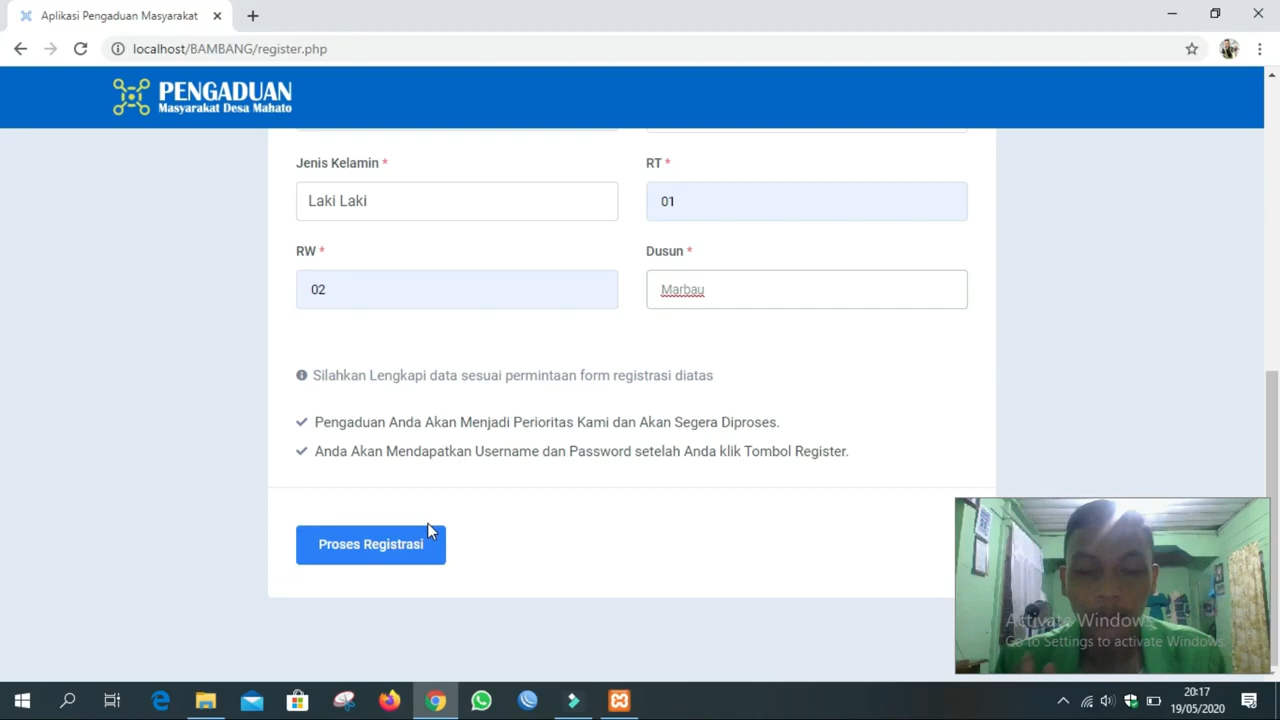 Aplikasi Pengaduan Masyarakat
localhost/BAMBANG/register.php
PENGADUAN
Masyarakat Desa Mahato
Jenis Kelamin *
RT *
Laki Laki
01
RW *
Dusun *
02
Marbau
Silahkan Lengkapi data sesuai permintaan form registrasi diatas
Pengaduan Anda Akan Menjadi Perioritas Kami dan Akan Segera Diproses.
Anda Akan Mendapatkan Username dan Password setelah Anda klik Tombol Register.
Proses Registrasi
Activate Windows
Go to Settings to activate Windows.
20:17
19/05/2020